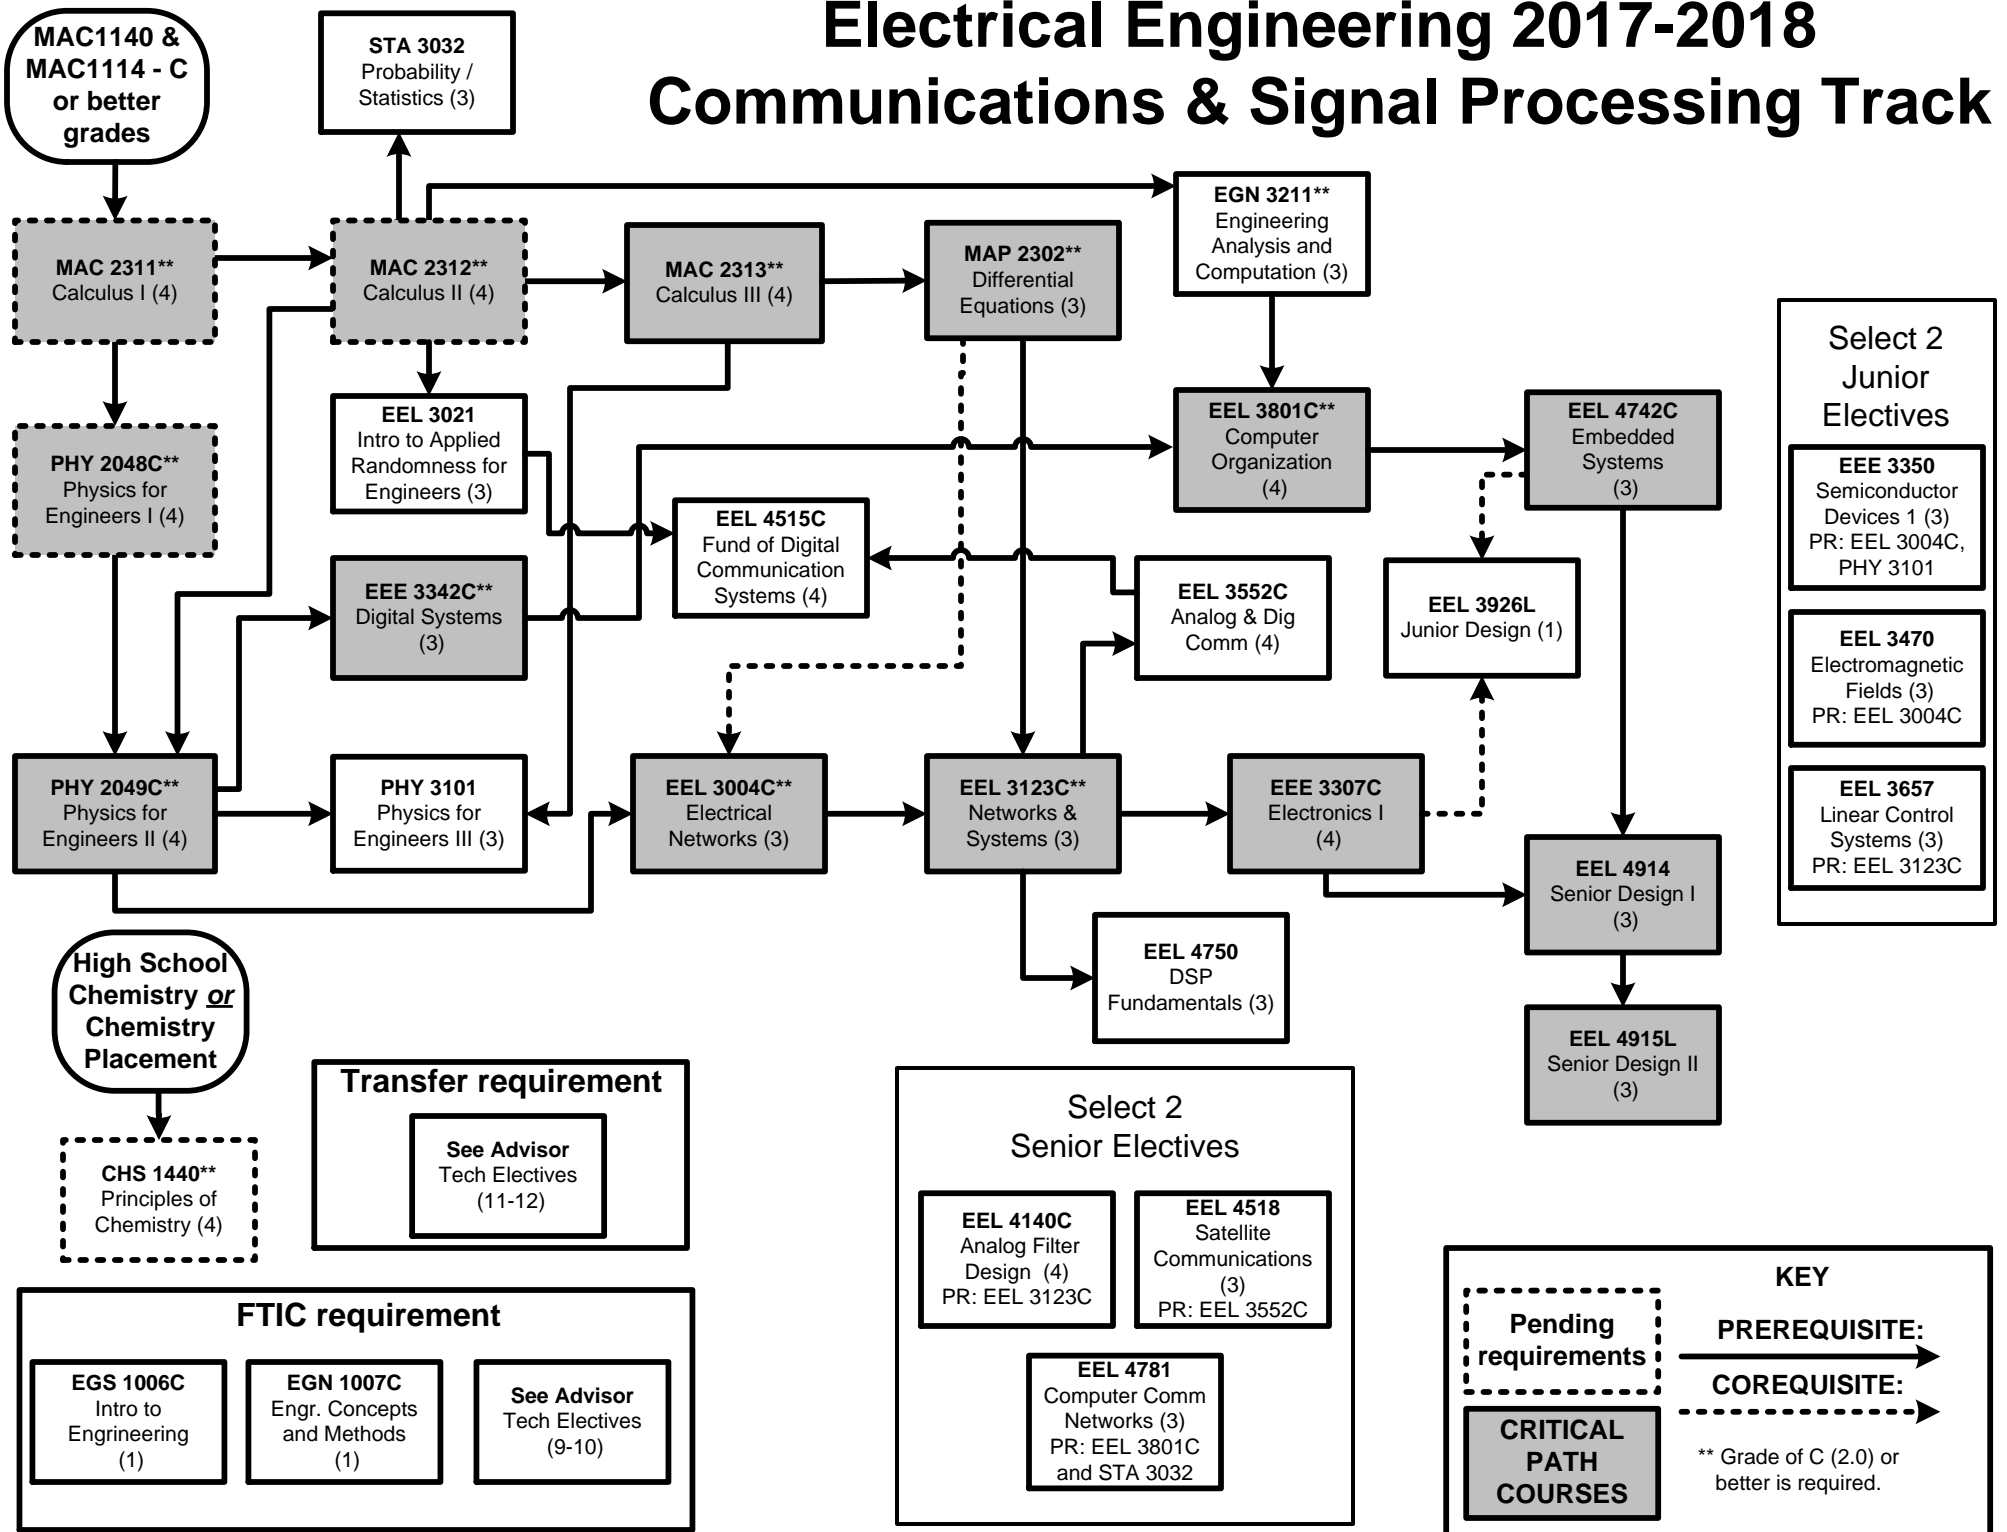 Electrical Engineering 2017-2018
Communications & Signal Processing Track
MAC1140 &
MAC1114 - C
or better
grades
STA 3032
Probability /
Statistics (3)
EGN 3211**
Engineering
Analysis and
Computation (3)
MAC 2311**
Calculus I (4)
MAC 2312**
Calculus II (4)
MAC 2313**
Calculus III (4)
MAP 2302**
Differential
Equations (3)
PHY 2048C**
Physics for
Engineers I (4)
EEL 3021
Intro to Applied
Randomness for
Engineers (3)
EEL 3801C**
Computer
Organization
(4)
EEL 4742C
Embedded
Systems
(3)
EEL 4515C
Fund of Digital
Communication
Systems (4)
EEE 3342C**
Digital Systems
(3)
EEL 3552C
Analog & Dig
Comm (4)
EEL 3926L
Junior Design (1)
PHY 2049C**
Physics for
Engineers II (4)
PHY 3101
Physics for
Engineers III (3)
EEL 3004C**
Electrical
Networks (3)
EEL 3123C**
Networks &
Systems (3)
EEE 3307C
Electronics I
(4)
EEL 4914
Senior Design I
(3)
EEL 4750
DSP
Fundamentals (3)
EEL 4915L
Senior Design II
(3)
Select 2
Junior
Electives
EEE 3350
Semiconductor
Devices 1 (3)
PR: EEL 3004C,
PHY 3101
EEL 3470
Electromagnetic
Fields (3)
PR: EEL 3004C
EEL 3657
Linear Control
Systems (3)
PR: EEL 3123C
High School
Chemistry or
Chemistry
Placement
CHS 1440**
Principles of
Chemistry (4)
Transfer requirement
See Advisor
Tech Electives
(11-12)
FTIC requirement
EGS 1006C
Intro to
Engrineering
(1)
EGN 1007C
Engr. Concepts
and Methods
(1)
See Advisor
Tech Electives
(9-10)
Select 2
Senior Electives
EEL 4140C
Analog Filter
Design (4)
PR: EEL 3123C
EEL 4518
Satellite
Communications
(3)
PR: EEL 3552C
EEL 4781
Computer Comm
Networks (3)
PR: EEL 3801C
and STA 3032
KEY
Pending
requirements
PREREQUISITE:
COREQUISITE:
CRITICAL
PATH
COURSES
** Grade of C (2.0) or
better is required.